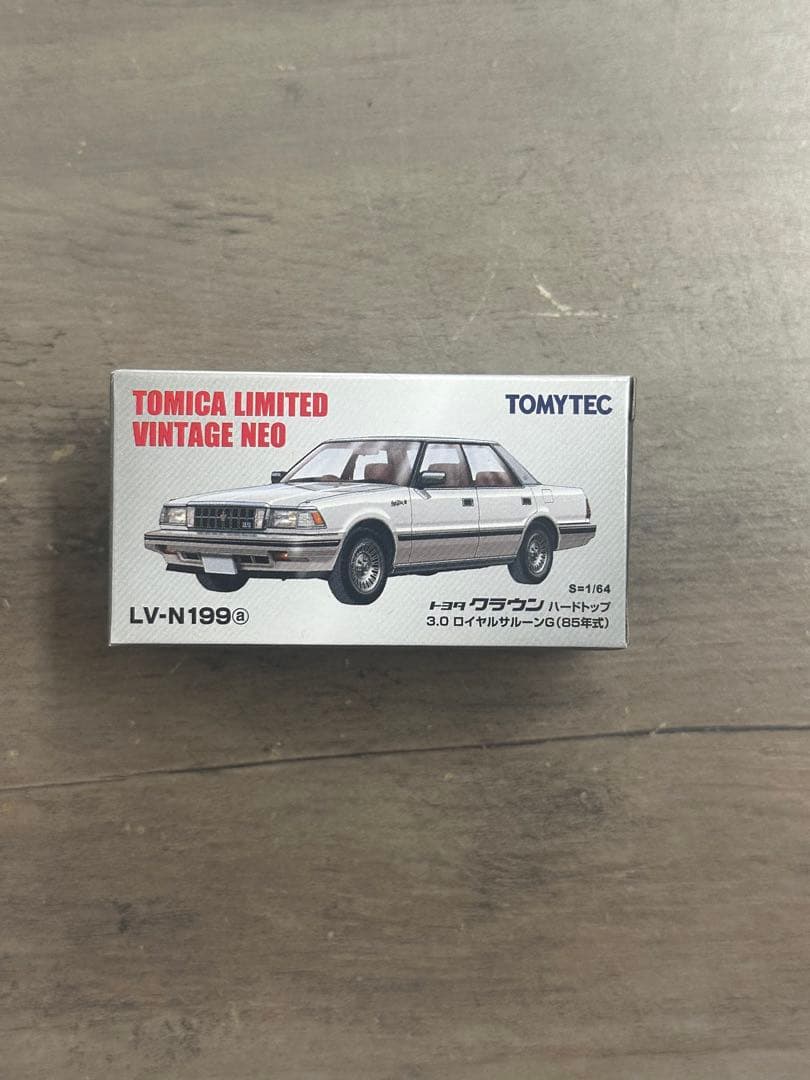 TOMICA LIMITED
VINTAGE NEO
TOMYTEC
S=1/64
LV-N199ⓐ
トヨタ クラウン ハードトップ
3.0 ロイヤルサルーンG(85年式)